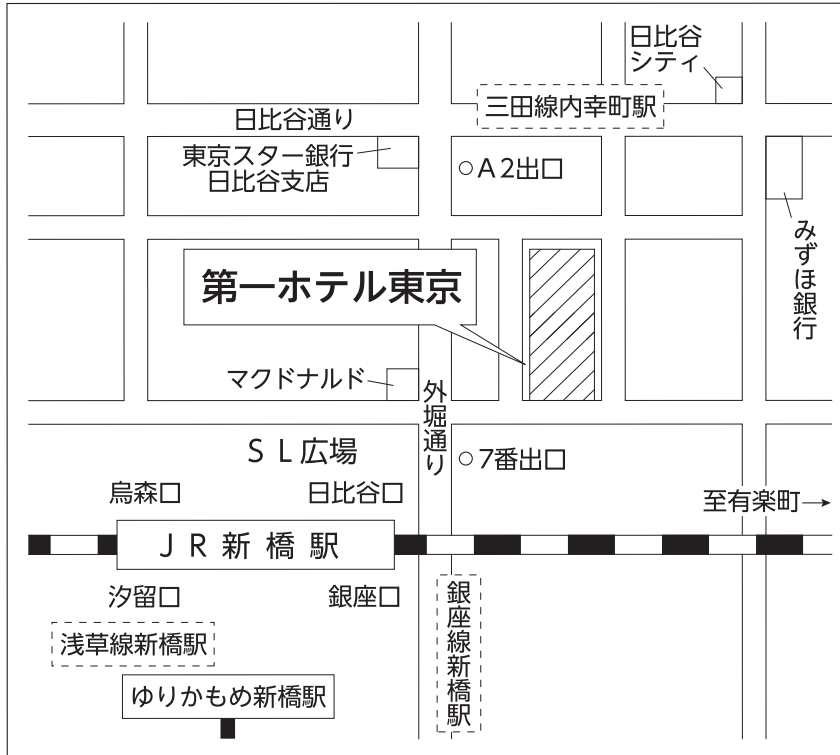 日比谷
シティ
三田線内幸町駅
日比谷通り
東京スター銀行
日比谷支店
A2出口
みずほ銀行
第一ホテル東京
マクドナルド
外堀通り
SL広場
7番出口
烏森口
日比谷口
至有楽町
JR新橋駅
汐留口
銀座口
銀座線新橋駅
浅草線新橋駅
ゆりかもめ新橋駅